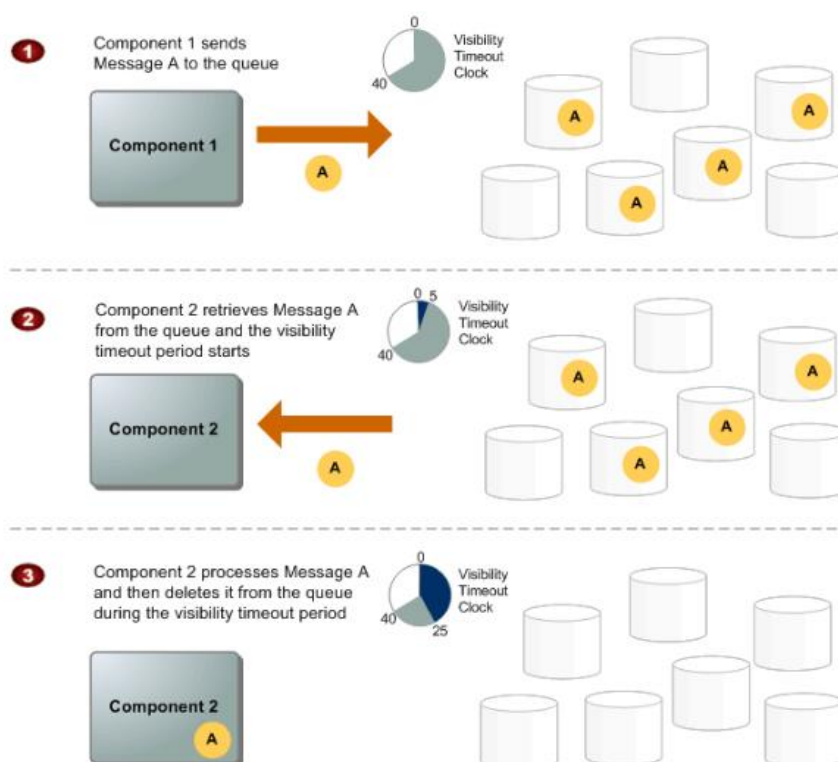 1
Component 1 sends
Message A to the queue
0
40
Visibility
Timeout
Clock
Component 1
A
A
A
A
A
2
Component 2 retrieves Message A
from the queue and the visibility
timeout period starts
0 5
40
Visibility
Timeout
Clock
Component 2
A
A
A
A
A
3
Component 2 processes Message A
and then deletes it from the queue
during the visibility timeout period
0
40
25
Visibility
Timeout
Clock
Component 2
A